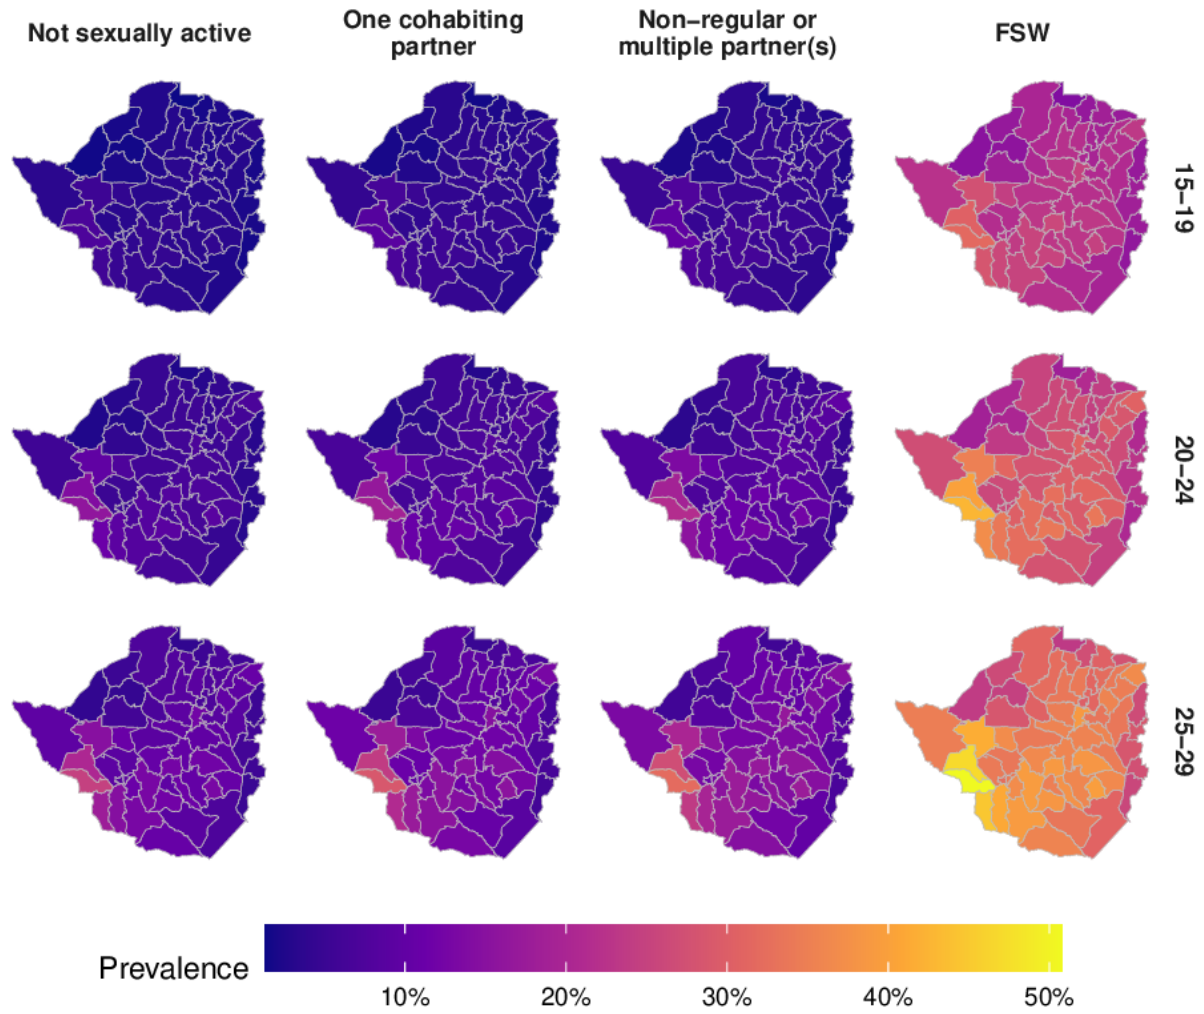 Not sexually active
One cohabiting
partner
Non−regular or
multiple partner(s)
FSW
15−19
20−24
25−29
Prevalence
10%
20%
30%
40%
50%